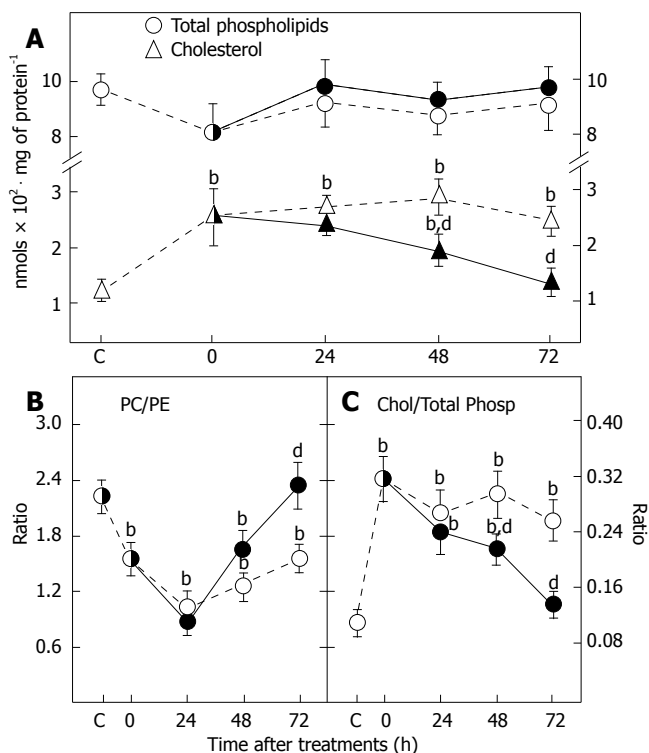 A
Total phospholipids
Cholesterol
nmols × 10² · mg of protein⁻¹
10
8
3
2
1
10
8
3
2
1
b
b
b
b
b,d
d
C
0
24
48
72
B
PC/PE
3.0
2.4
1.8
1.2
0.6
Ratio
b
b
b
b
d
b
C
0
24
48
72
C
Chol/Total Phosp
0.40
0.32
0.24
0.16
0.08
Ratio
b
b
b
b
b
b,d
d
C
0
24
48
72
Time after treatments (h)